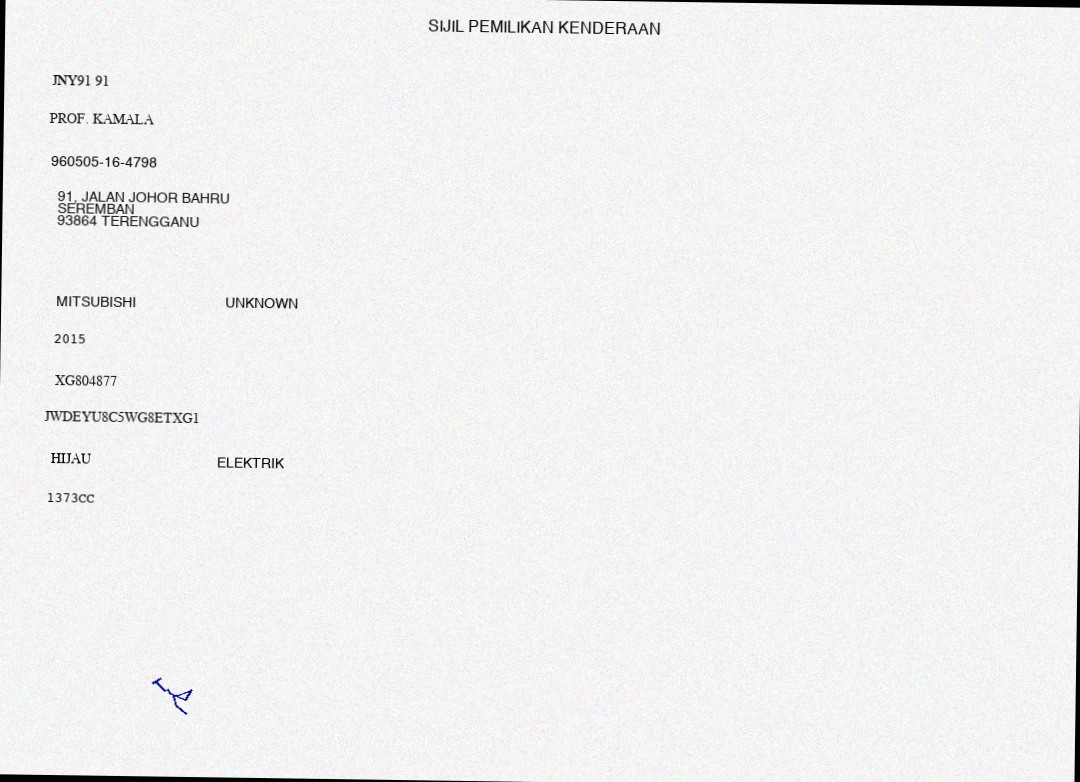 SIJIL PEMILIKAN KENDERAAN
JNY91 91
PROF. KAMALA
960505-16-4798
91, JALAN JOHOR BAHRU
SEREMBAN
93864 TERENGGANU
MITSUBISHI UNKNOWN
2015
XG804877
JWDEYU8C5WG8ETXG1
HIJAU ELEKTRIK
1373CC